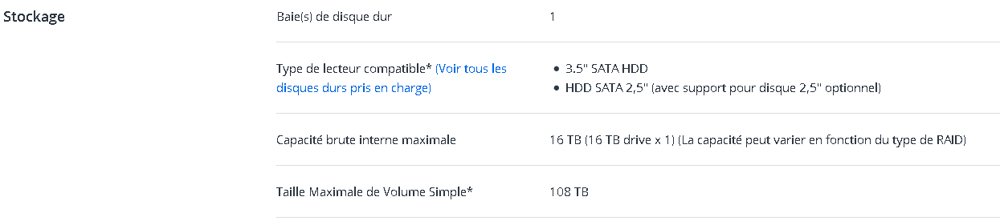 Stockage
Baie(s) de disque dur
1
Type de lecteur compatible* (Voir tous les
disques durs pris en charge)
• 3.5" SATA HDD
• HDD SATA 2,5" (avec support pour disque 2,5" optionnel)
Capacité brute interne maximale
16 TB (16 TB drive x 1) (La capacité peut varier en fonction du type de RAID)
Taille Maximale de Volume Simple*
108 TB